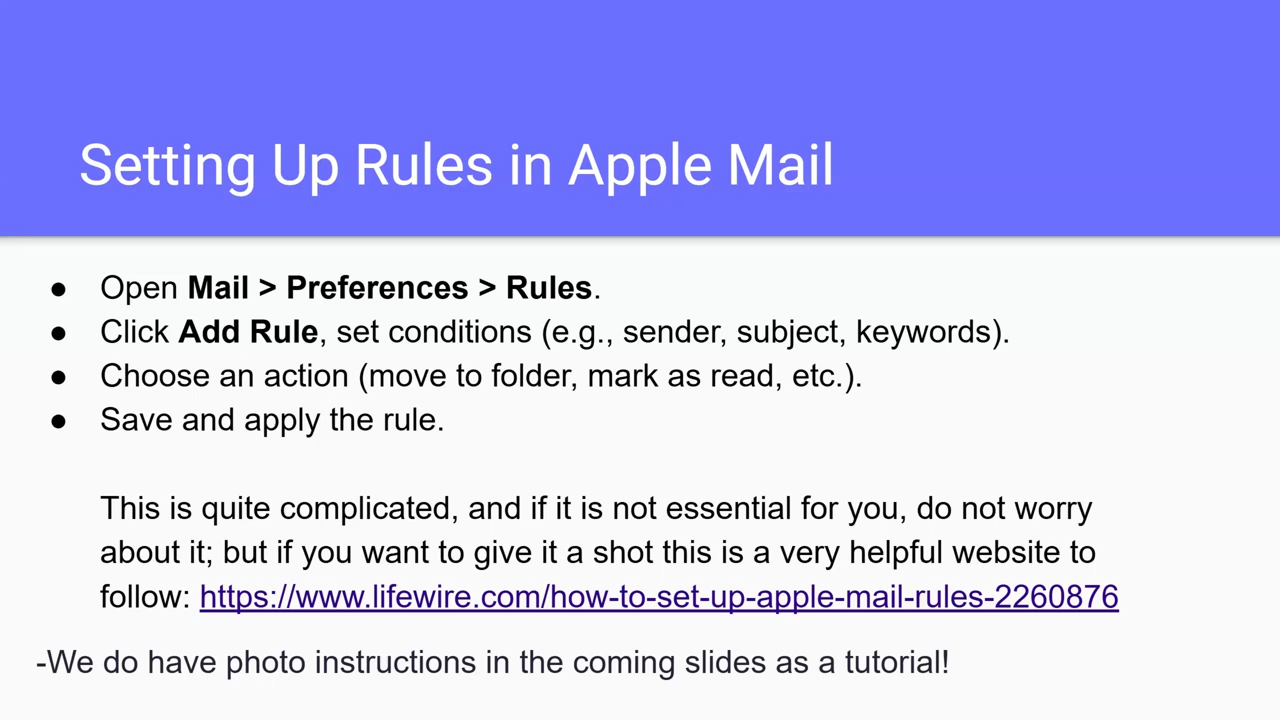 Setting Up Rules in Apple Mail
● Open Mail > Preferences > Rules.
● Click Add Rule, set conditions (e.g., sender, subject, keywords).
● Choose an action (move to folder, mark as read, etc.).
● Save and apply the rule.
This is quite complicated, and if it is not essential for you, do not worry
about it; but if you want to give it a shot this is a very helpful website to
follow: https://www.lifewire.com/how-to-set-up-apple-mail-rules-2260876
-We do have photo instructions in the coming slides as a tutorial!